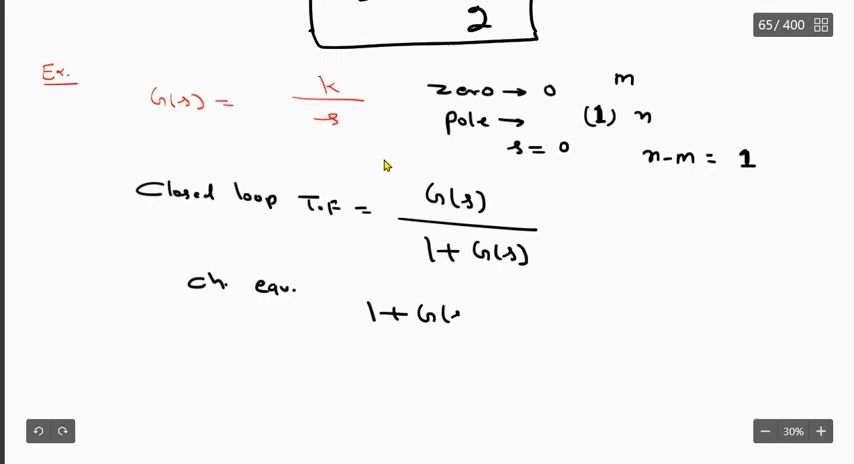 2
65 / 400
Ex.
G(s) = k / s
zero → 0 m
pole → (1) n
s = 0
n-m = 1
Closed loop T.F = G(s) / 1 + G(s)
Ch. equ.
1 + G(s
30%